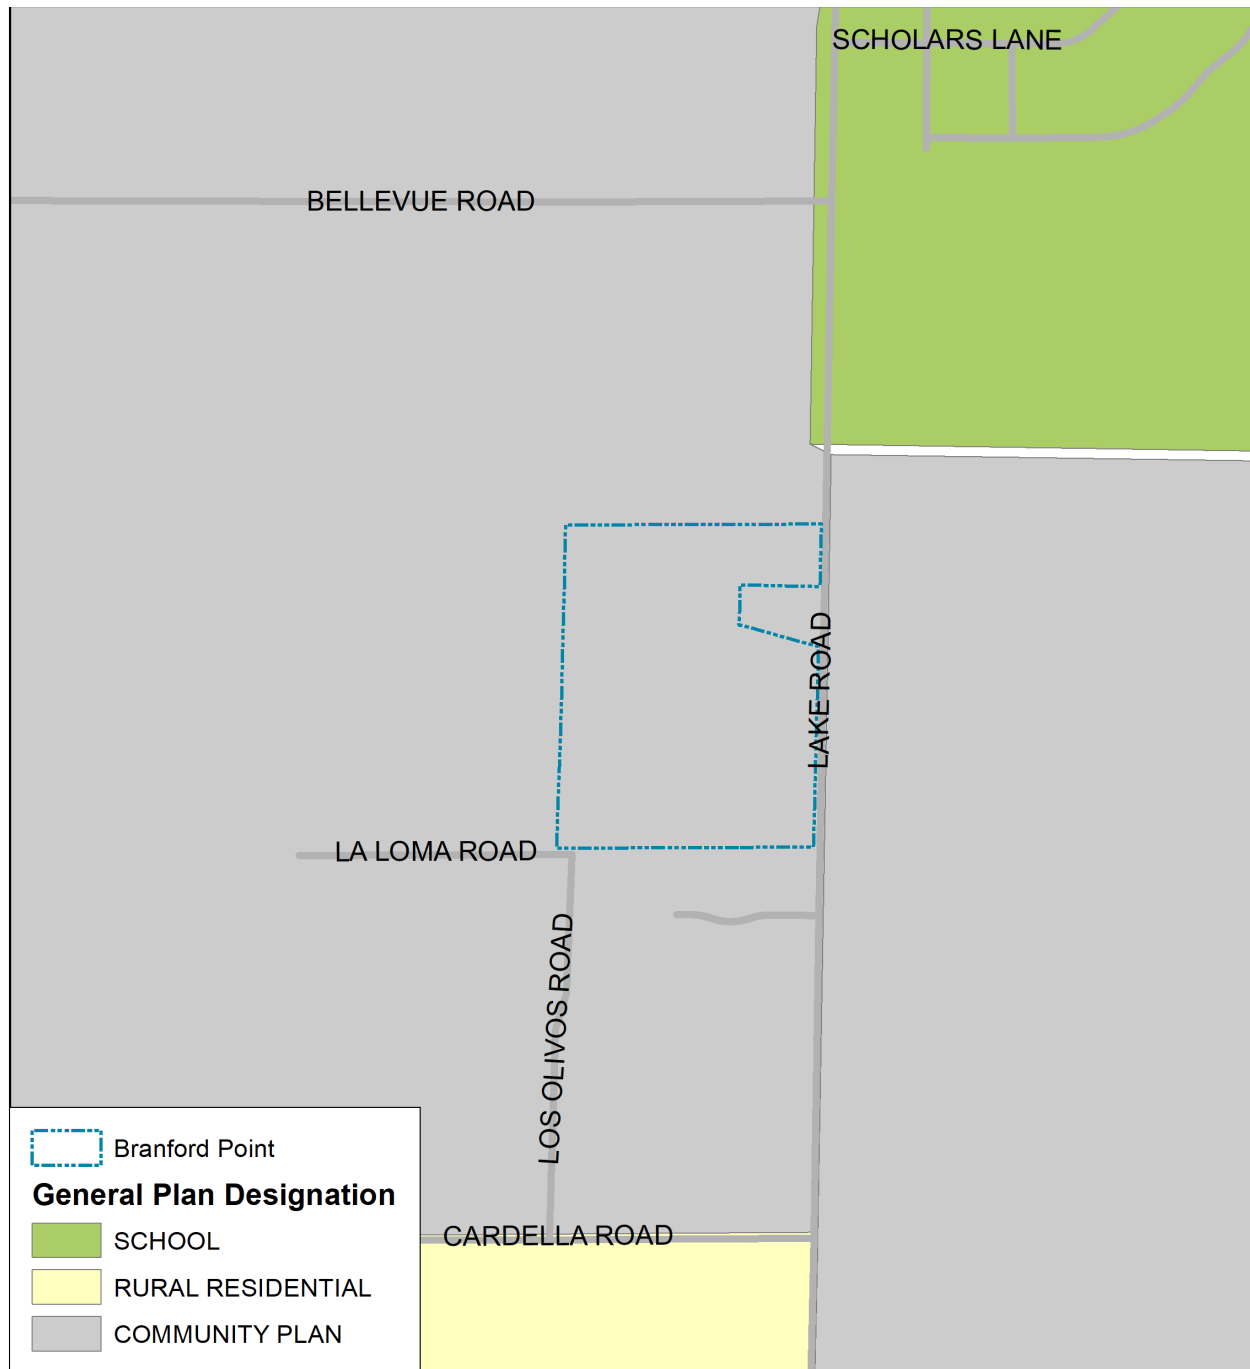 SCHOLARS LANE
BELLEVUE ROAD
LAKE ROAD
LA LOMA ROAD
LOS OLIVOS ROAD
CARDELLA ROAD
Branford Point
General Plan Designation
SCHOOL
RURAL RESIDENTIAL
COMMUNITY PLAN